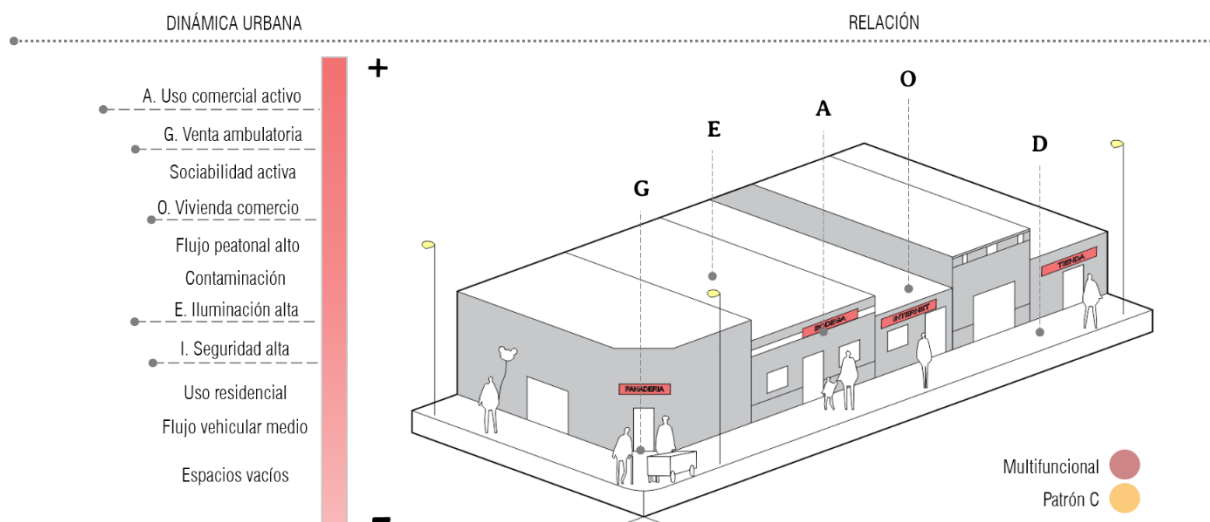 DINÁMICA URBANA
RELACIÓN
+
A. Uso comercial activo
G. Venta ambulatoria
Sociabilidad activa
O. Vivienda comercio
Flujo peatonal alto
Contaminación
E. Iluminación alta
I. Seguridad alta
Uso residencial
Flujo vehicular medio
Espacios vacíos
-
G
E
A
O
D
PANADERIA
BODEGA
INTERNET
TIENDA
Multifuncional
Patrón C